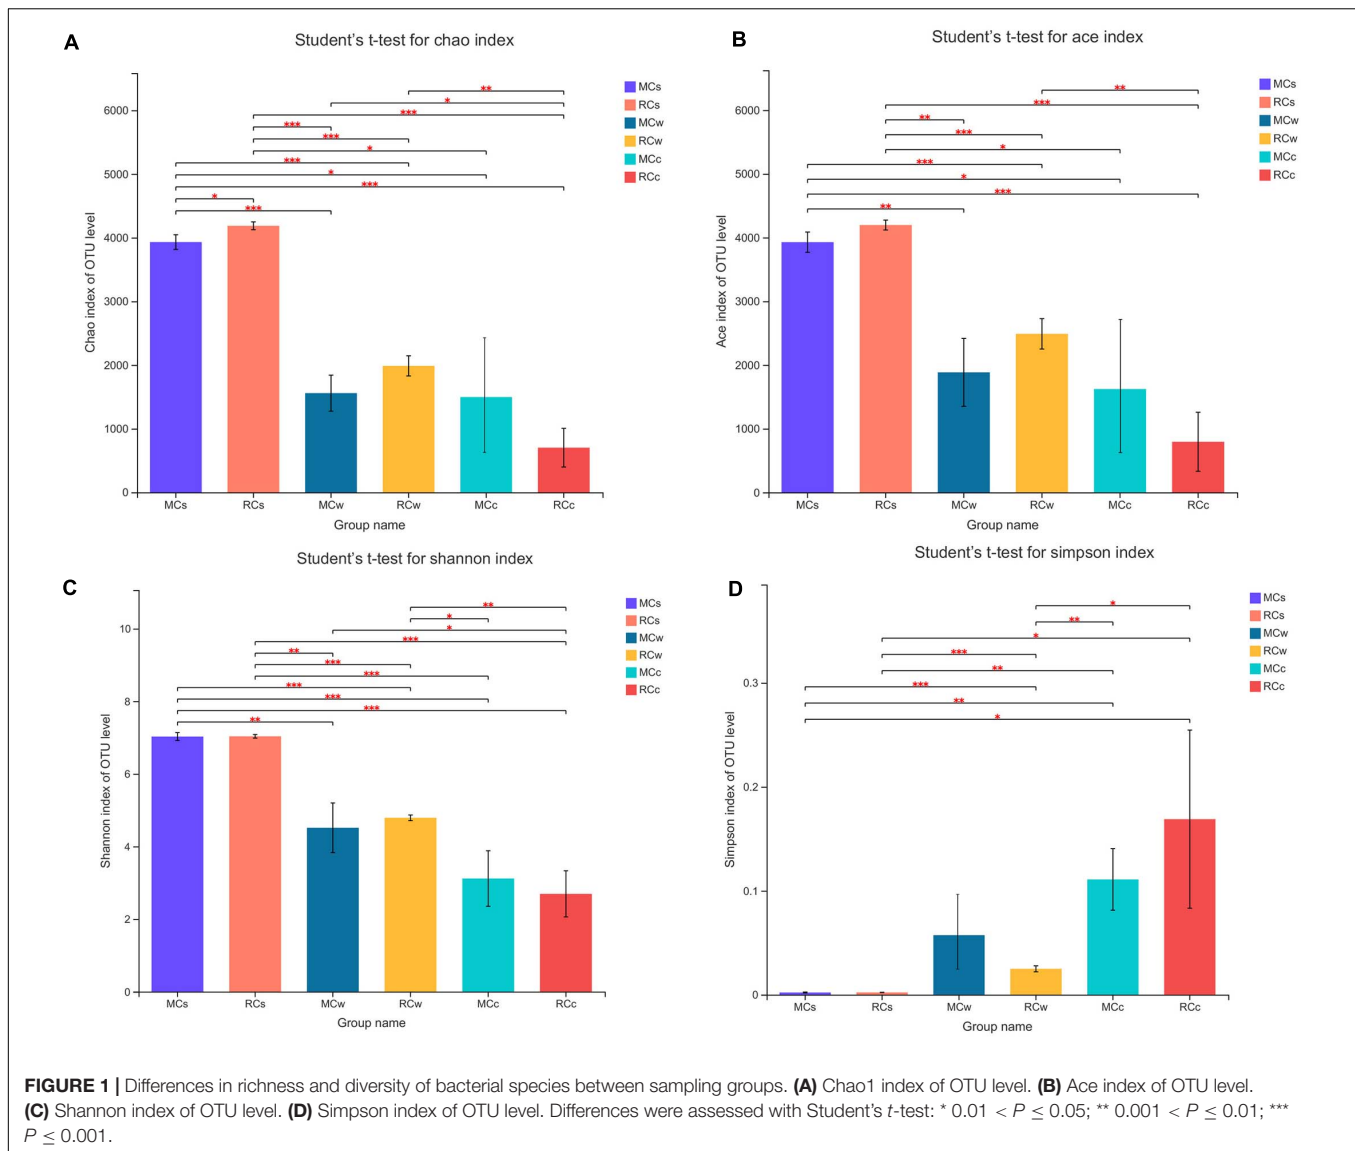 A
Student's t-test for chao index
Chao index of OTU level
6000
5000
4000
3000
2000
1000
0
** 
*
***
***
***
*
***
*
***
*
***
MCs
RCs
MCw
RCw
MCc
RCc
Group name
MCs
RCs
MCw
RCw
MCc
RCc
B
Student's t-test for ace index
Ace index of OTU level
6000
5000
4000
3000
2000
1000
0
**
***
**
***
*
***
*
***
**
MCs
RCs
MCw
RCw
MCc
RCc
Group name
MCs
RCs
MCw
RCw
MCc
RCc
C
Student's t-test for shannon index
Shannon index of OTU level
10
8
6
4
2
0
**
*
*
***
**
***
***
***
***
***
**
MCs
RCs
MCw
RCw
MCc
RCc
Group name
MCs
RCs
MCw
RCw
MCc
RCc
D
Student's t-test for simpson index
Simpson index of OTU level
0.3
0.2
0.1
0
*
**
*
***
**
***
**
*
MCs
RCs
MCw
RCw
MCc
RCc
Group name
MCs
RCs
MCw
RCw
MCc
RCc
FIGURE 1 | Differences in richness and diversity of bacterial species between sampling groups. (A) Chao1 index of OTU level. (B) Ace index of OTU level.
(C) Shannon index of OTU level. (D) Simpson index of OTU level. Differences were assessed with Student's t-test: * 0.01 < P ≤ 0.05; ** 0.001 < P ≤ 0.01; ***
P ≤ 0.001.